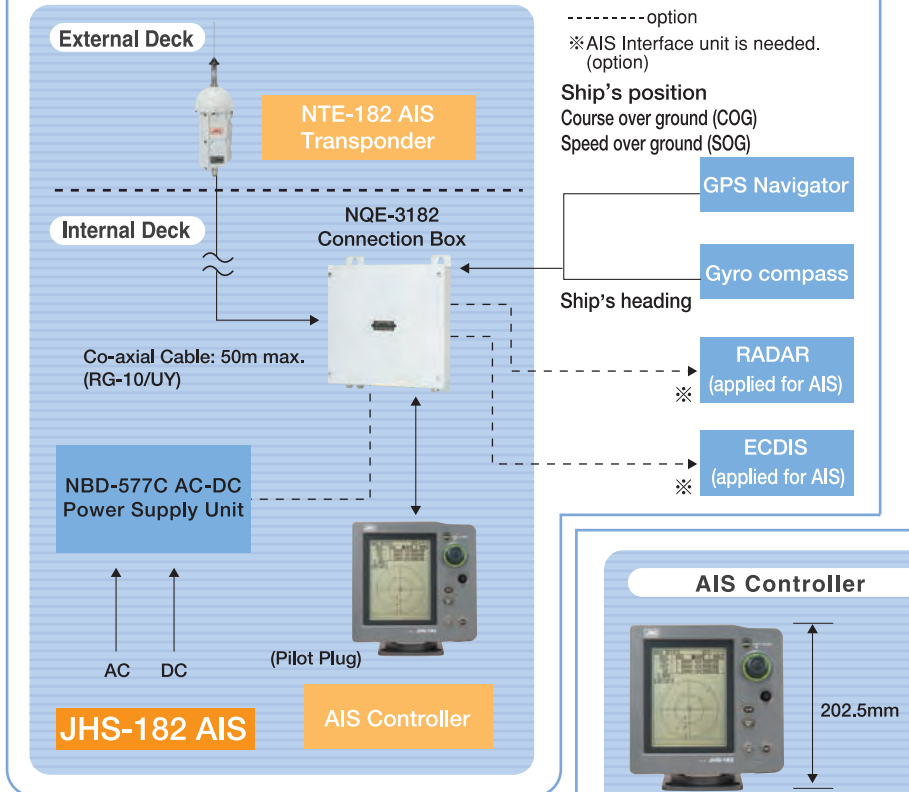 External Deck
----------option
※AIS Interface unit is needed.
(option)
NTE-182 AIS
Transponder
Ship's position
Course over ground (COG)
Speed over ground (SOG)
GPS Navigator
Internal Deck
NQE-3182
Connection Box
Gyro compass
Ship's heading
Co-axial Cable: 50m max.
(RG-10/UY)
RADAR
(applied for AIS)
※
ECDIS
(applied for AIS)
※
NBD-577C AC-DC
Power Supply Unit
AC DC
(Pilot Plug)
JHS-182 AIS
AIS Controller
AIS Controller
202.5mm
JHS-182